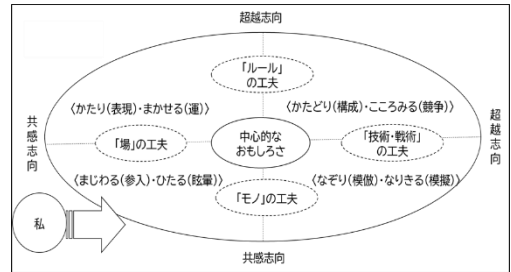 超越志向
「ルール」
の工夫
〈かたり(表現)・まかせる(運)〉
〈かたどり(構成)・こころみる(競争)〉
共感志向
「場」の工夫
中心的な
おもしろさ
「技術・戦術」
の工夫
超越志向
〈まじわる(参入)・ひたる(眩暈)〉
〈なぞり(模倣)・なりきる(模擬)〉
「モノ」の工夫
私
共感志向